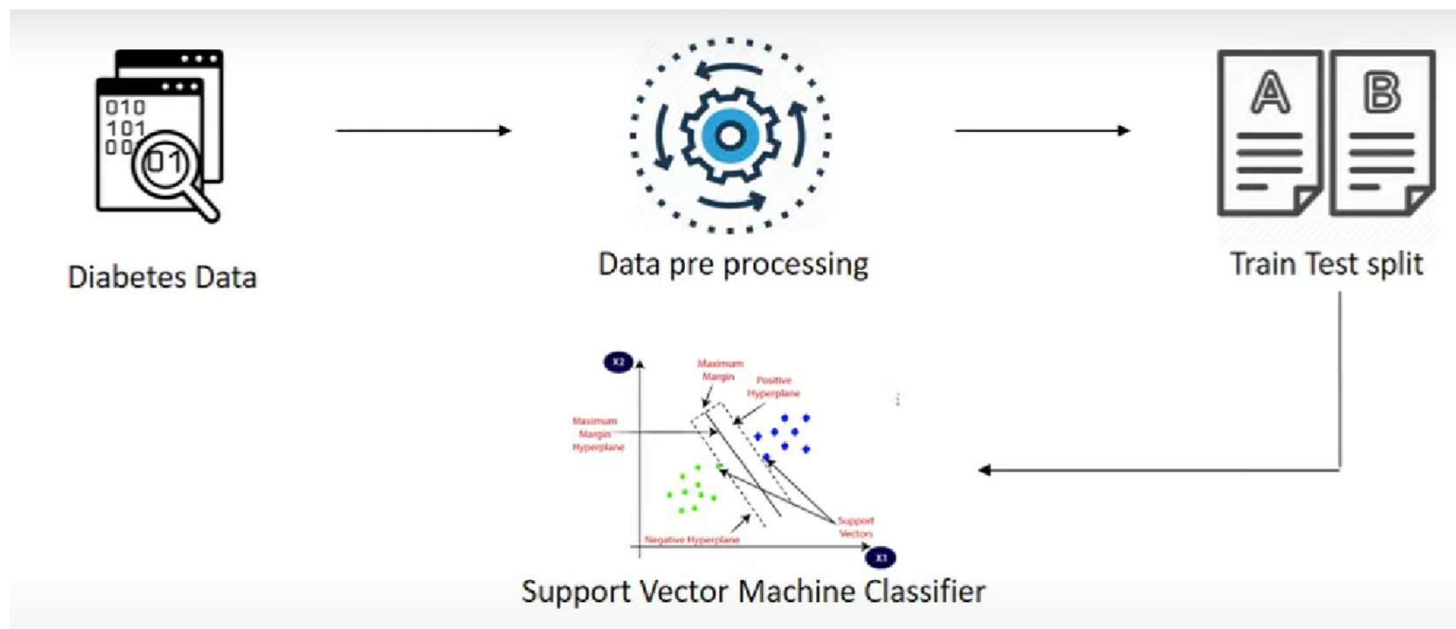 010
101
00
01
A
B
Diabetes Data
Data pre processing
Train Test split
X2
Maximum
Margin
Positive
Hyperplane
Maximum
Margin
Hyperplane
Support
Vectors
Negative Hyperplane
X1
Support Vector Machine Classifier